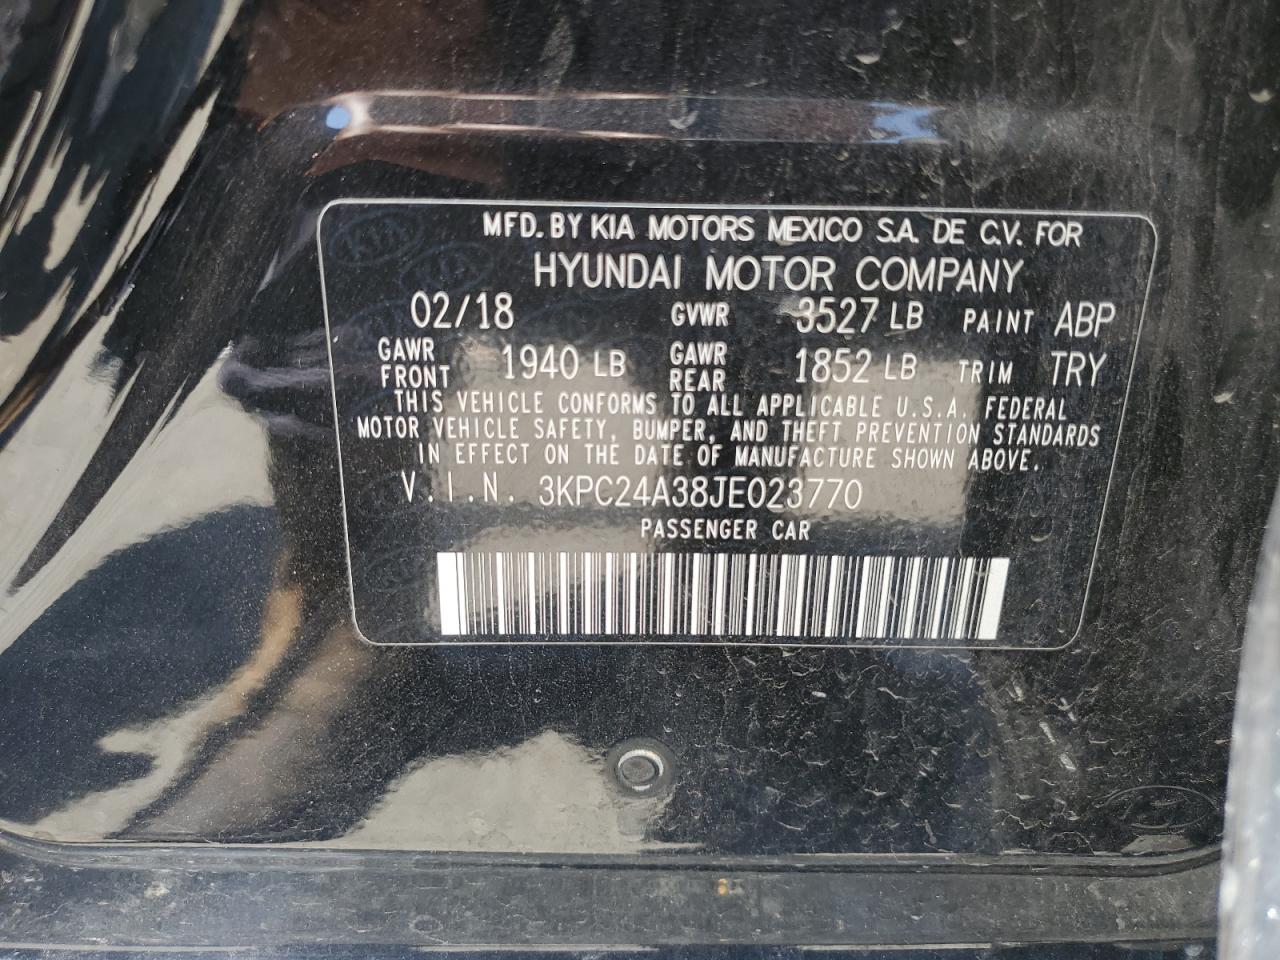 MFD. BY KIA MOTORS MEXICO S.A. DE C.V. FOR
HYUNDAI MOTOR COMPANY
02/18 GVWR 3527 LB PAINT ABP
GAWR FRONT 1940 LB GAWR REAR 1852 LB TRIM TRY
THIS VEHICLE CONFORMS TO ALL APPLICABLE U.S.A. FEDERAL
MOTOR VEHICLE SAFETY, BUMPER, AND THEFT PREVENTION STANDARDS
IN EFFECT ON THE DATE OF MANUFACTURE SHOWN ABOVE.
V.I.N. 3KPC24A38JE023770
PASSENGER CAR